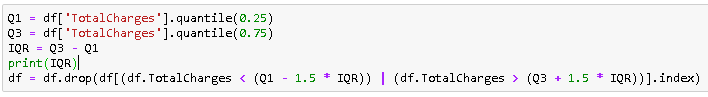 Q1 = df['TotalCharges'].quantile(0.25)
Q3 = df['TotalCharges'].quantile(0.75)
IQR = Q3 - Q1
print(IQR)
df = df.drop(df[(df.TotalCharges < (Q1 - 1.5 * IQR)) | (df.TotalCharges > (Q3 + 1.5 * IQR))].index)